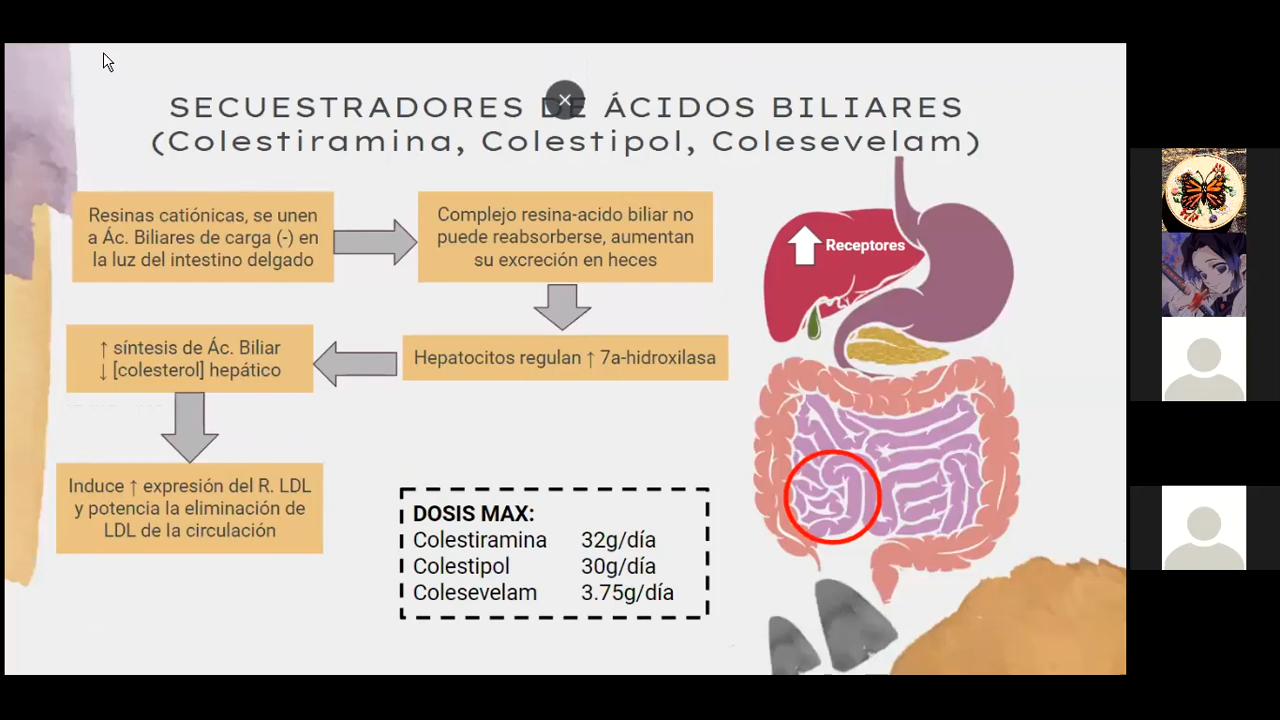 SECUESTRADORES DE ÁCIDOS BILIARES
(Colestiramina, Colestipol, Colesevelam)
Resinas catiónicas, se unen
a Ác. Biliares de carga (-) en
la luz del intestino delgado
Complejo resina-acido biliar no
puede reabsorberse, aumentan
su excreción en heces
Hepatocitos regulan ↑ 7a-hidroxilasa
↑ síntesis de Ác. Biliar
↓ [colesterol] hepático
Induce ↑ expresión del R. LDL
y potencia la eliminación de
LDL de la circulación
DOSIS MAX:
Colestiramina 32g/día
Colestipol 30g/día
Colesevelam 3.75g/día
Receptores